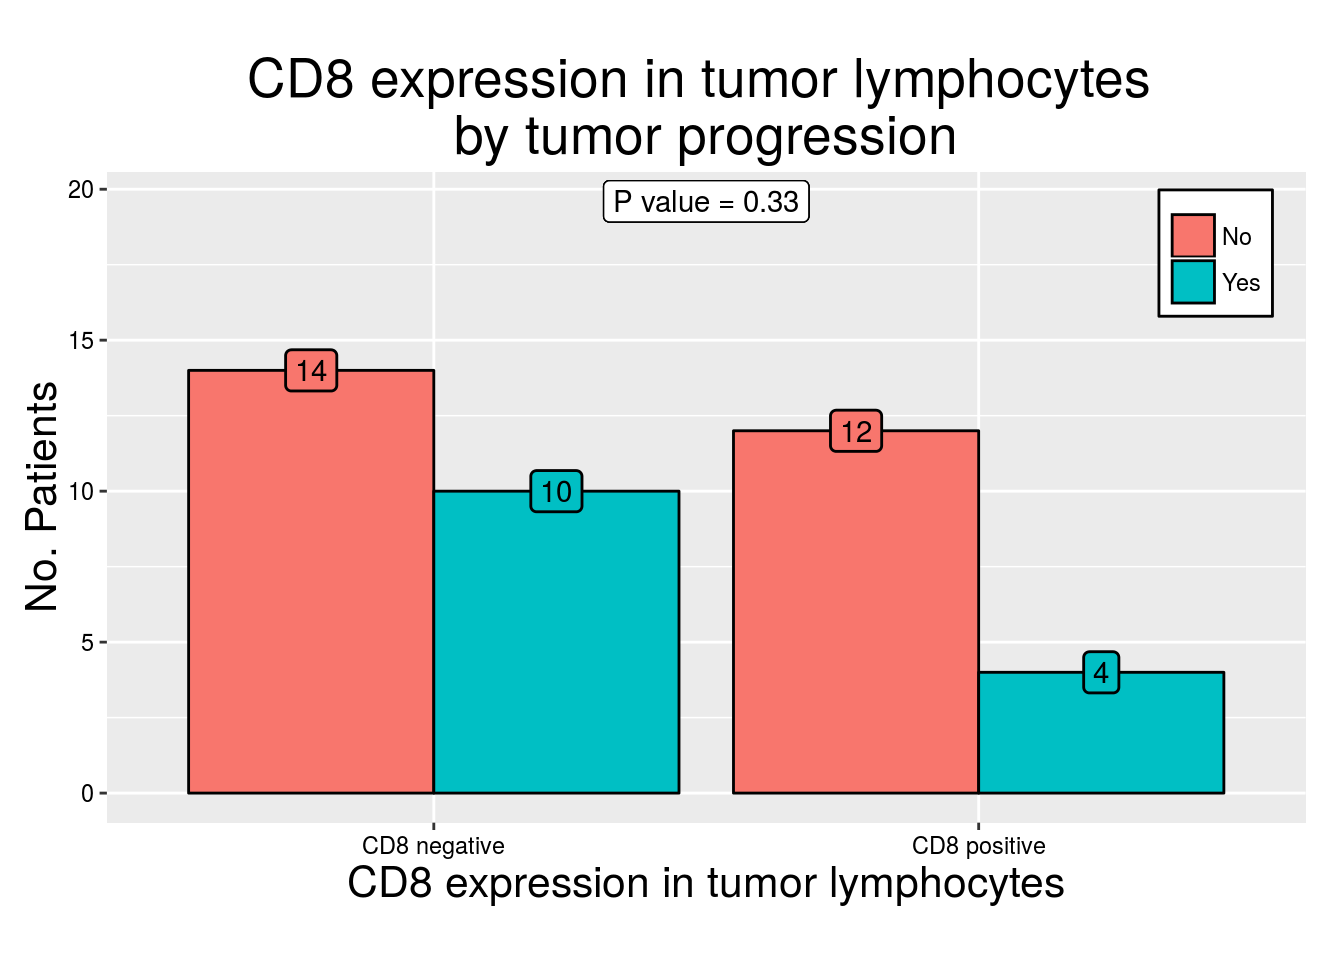 CD8 expression in tumor lymphocytes
by tumor progression
P value = 0.33
No
Yes
No. Patients
20
15
10
5
0
14
10
12
4
CD8 negative
CD8 positive
CD8 expression in tumor lymphocytes